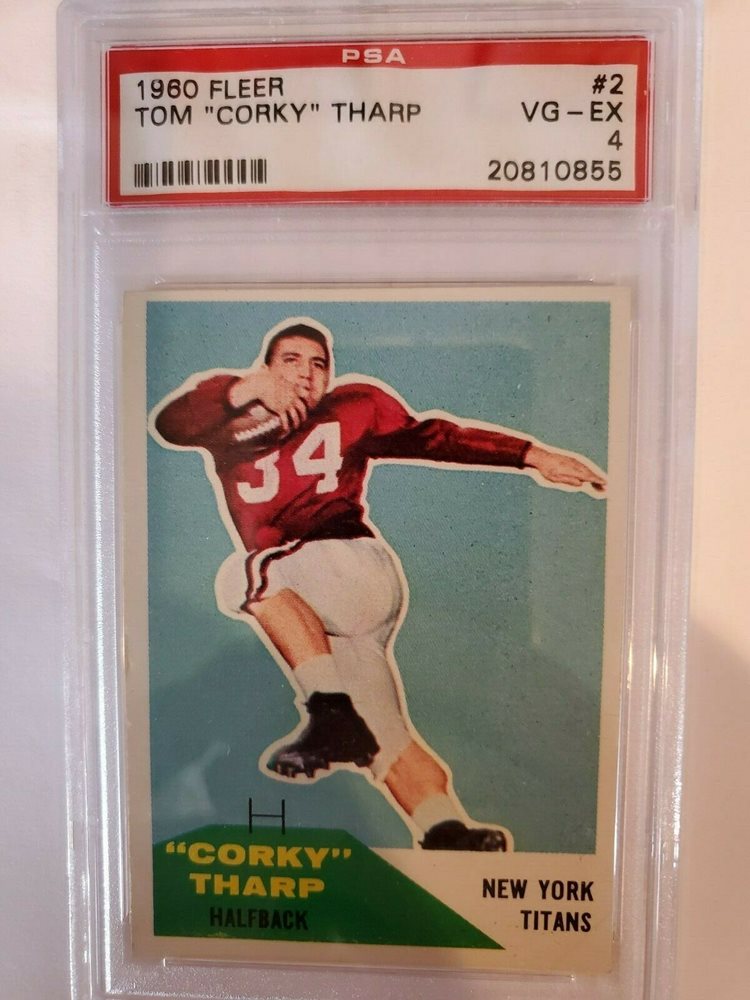 PSA
1960 FLEER #2
TOM "CORKY" THARP VG-EX
4
20810855
34
"CORKY"
THARP
HALFBACK
NEW YORK
TITANS